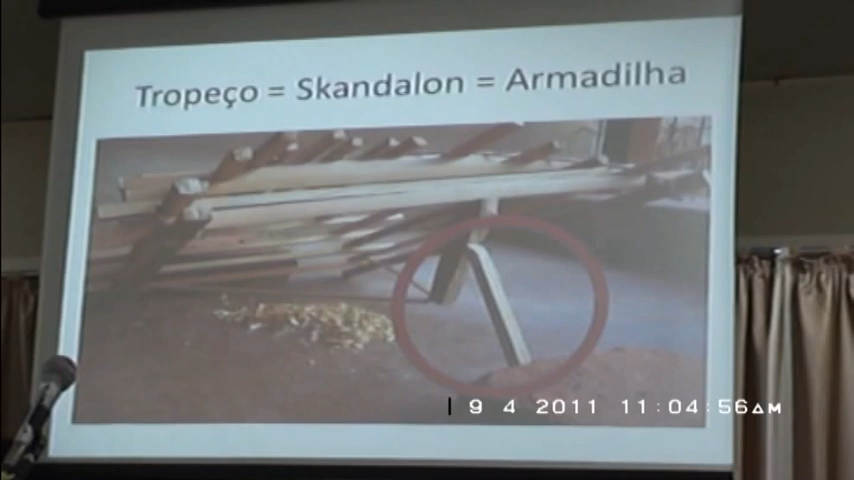 Tropeço = Skandalon = Armadilha
9 4 2011 11:04:56AM